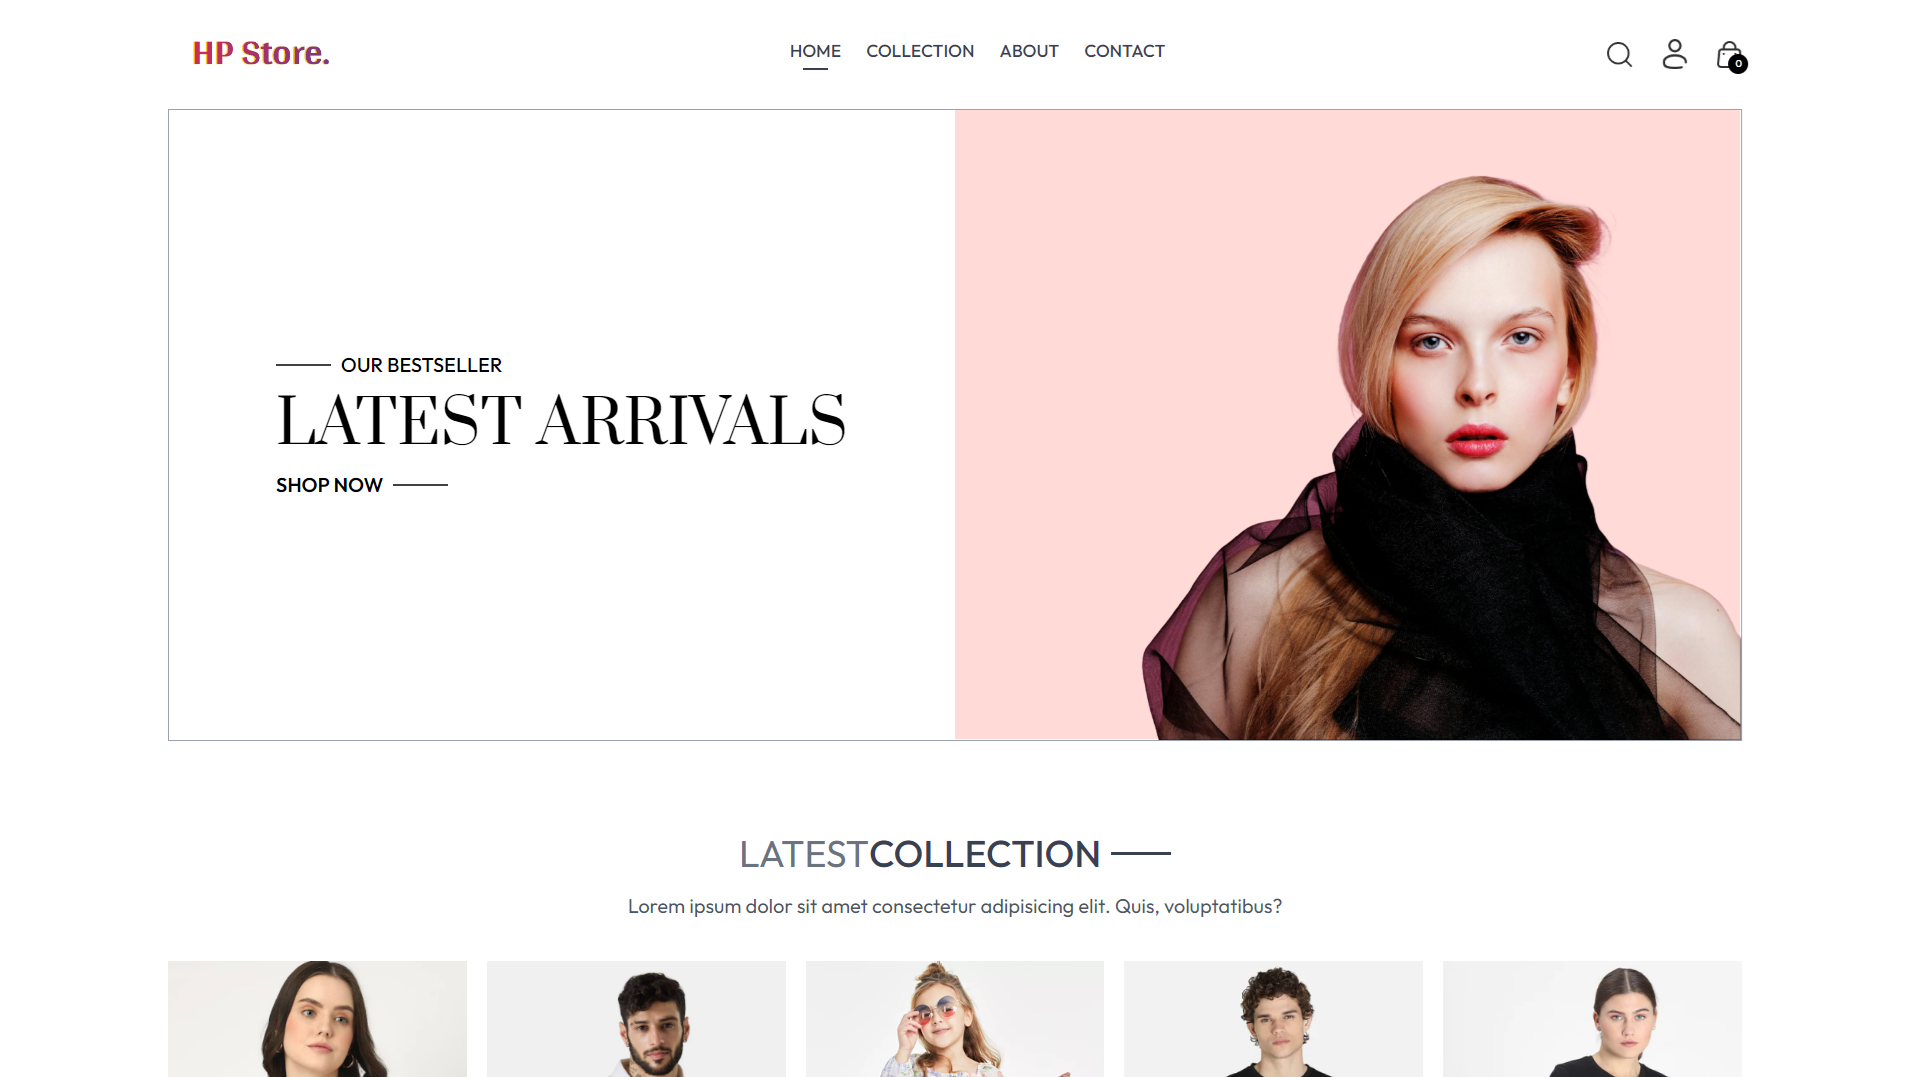 HP Store.
HOME COLLECTION ABOUT CONTACT
0
OUR BESTSELLER
LATEST ARRIVALS
SHOP NOW
LATESTCOLLECTION
Lorem ipsum dolor sit amet consectetur adipisicing elit. Quis, voluptatibus?